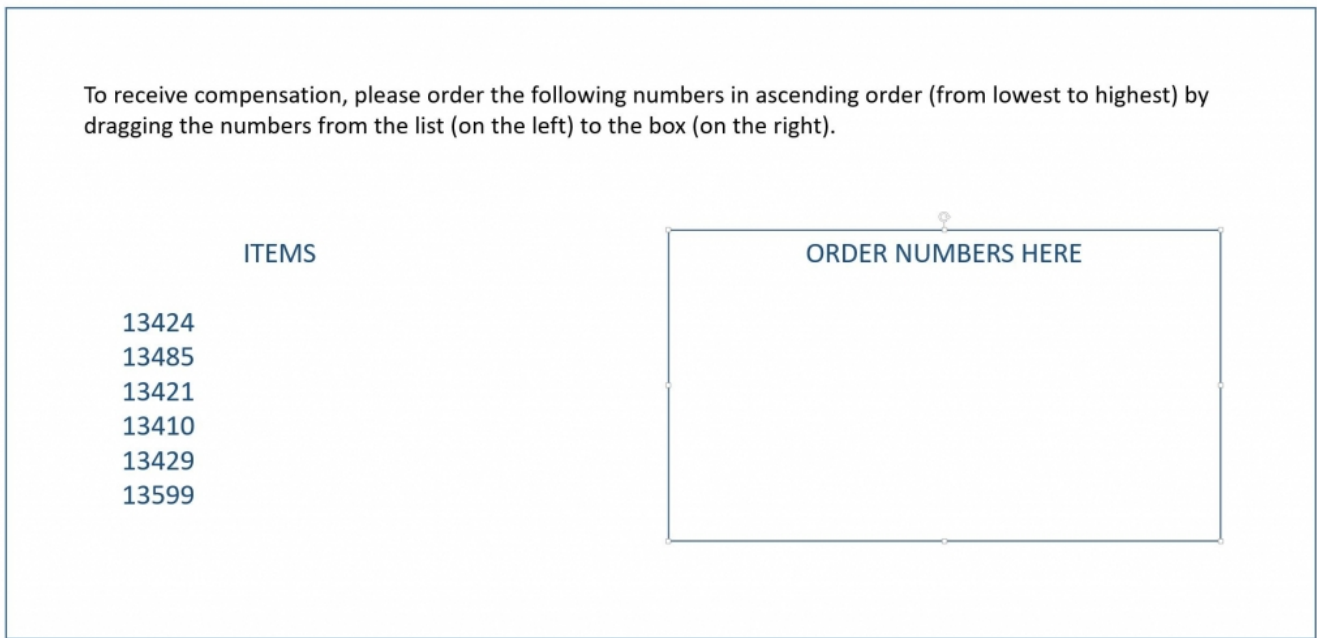 To receive compensation, please order the following numbers in ascending order (from lowest to highest) by
dragging the numbers from the list (on the left) to the box (on the right).
ITEMS
13424
13485
13421
13410
13429
13599
ORDER NUMBERS HERE